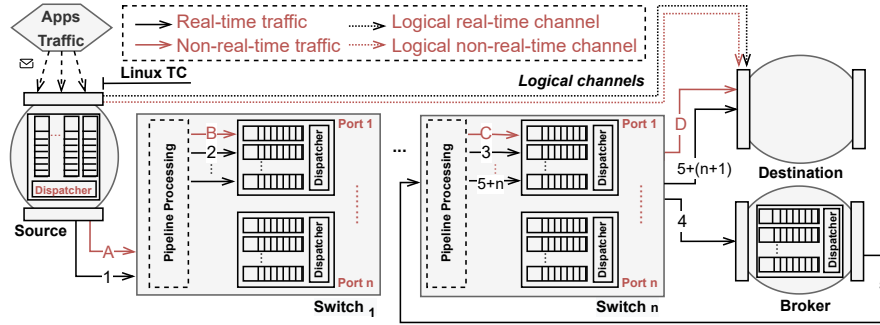 Apps
Traffic
Real-time traffic
Logical real-time channel
Non-real-time traffic
Logical non-real-time channel
Linux TC
Logical channels
Dispatcher
Source
A
1
Pipeline Processing
B
2
Port 1
Dispatcher
Dispatcher
Port n
Switch 1
...
Pipeline Processing
C
3
5+n
Port 1
Dispatcher
Dispatcher
Port n
Switch n
D
5+(n+1)
4
Destination
Dispatcher
Broker